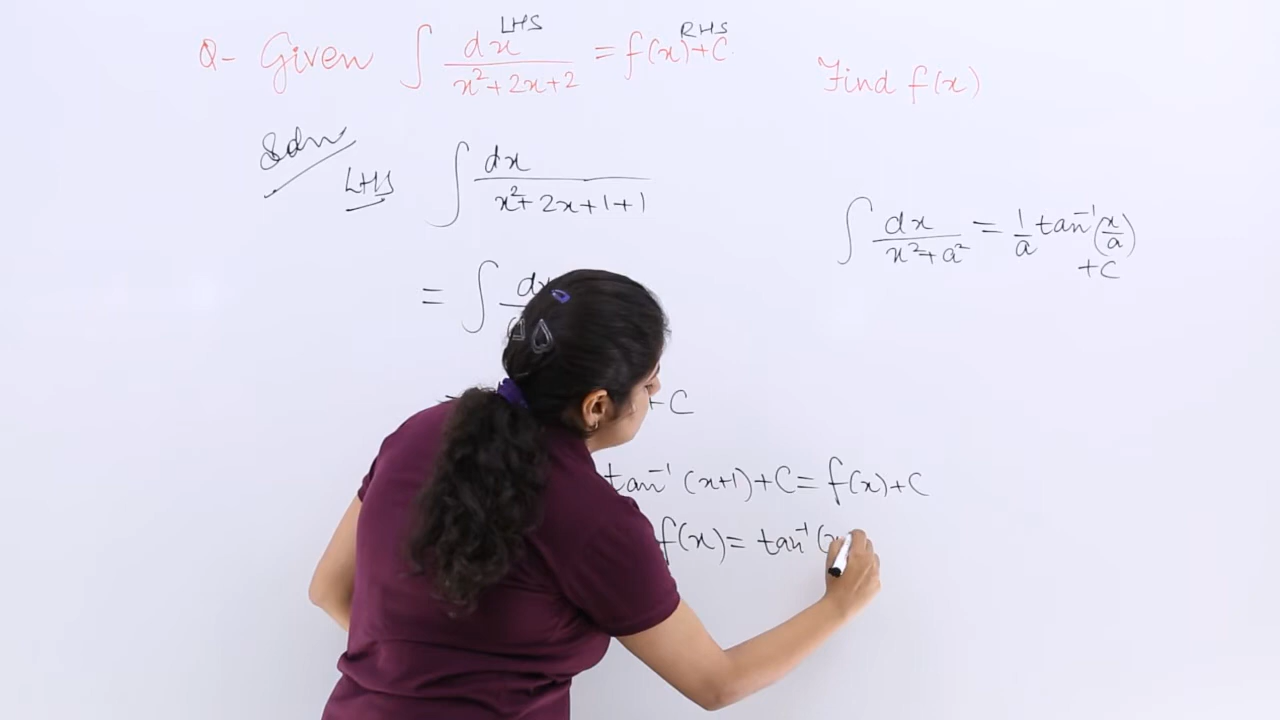 Q- Given ∫ dx/(x²+2x+2) = f(x)+C. Find f(x)
LHS RHS
Soln
LHS ∫ dx/(x²+2x+1+1)
∫ dx/(x²+a²) = 1/a tan⁻¹(x/a) +C
= ∫ dx
+C
tan⁻¹(x+1)+C = f(x)+C
f(x) = tan⁻¹(x